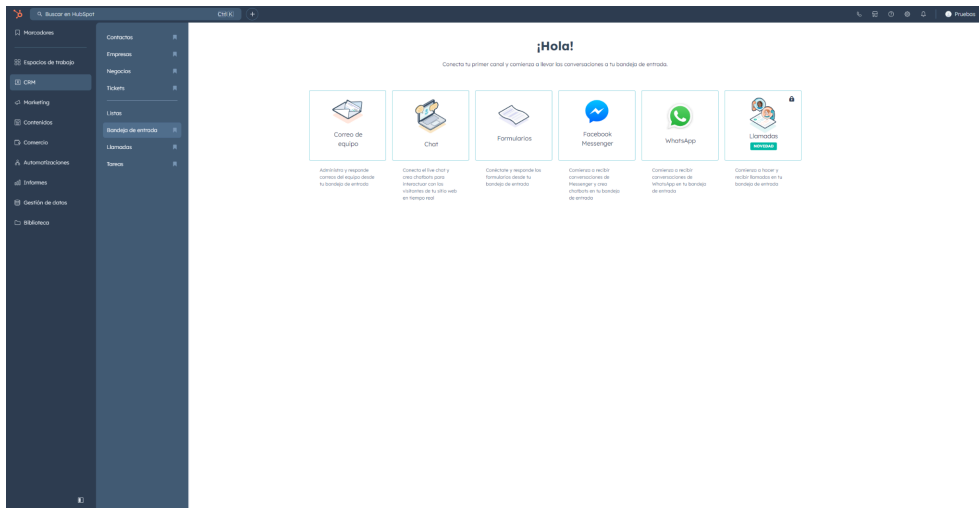 Buscar en HubSpot
Ctrl K
Pruebas
Marcadores
Espacios de trabajo
CRM
Marketing
Contenidos
Comercio
Automatizaciones
Informes
Gestión de datos
Biblioteca
Contactos
Empresas
Negocios
Tickets
Listas
Bandeja de entrada
Llamadas
Tareas
¡Hola!
Conecta tu primer canal y comienza a llevar las conversaciones a tu bandeja de entrada.
Correo de
equipo
Administra y responde
correos del equipo desde
tu bandeja de entrada
Chat
Conecta el live chat y
crea chatbots para
interactuar con los
visitantes de tu sitio web
en tiempo real
Formularios
Conéctate y responde los
formularios desde tu
bandeja de entrada
Facebook
Messenger
Comienza a recibir
conversaciones de
Messenger y crea
chatbots en tu bandeja
de entrada
WhatsApp
Comienza a recibir
conversaciones de
WhatsApp en tu bandeja
de entrada
Llamadas
NOVEDAD
Comienza a hacer y
recibir llamadas en tu
bandeja de entrada